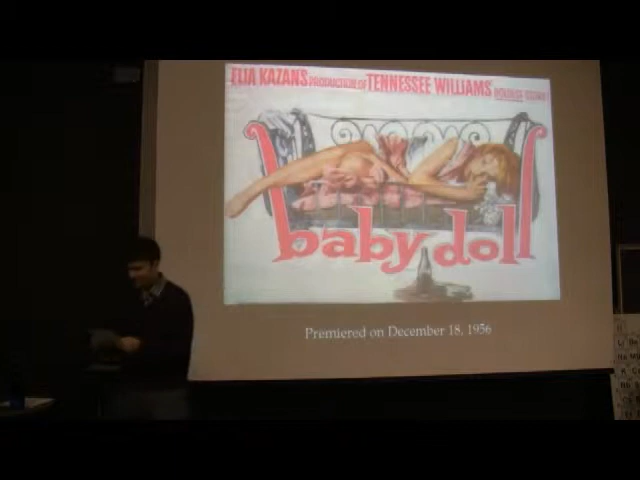 ELIA KAZAN'S PRODUCTION OF TENNESSEE WILLIAMS'
baby doll
Premiered on December 18, 1956